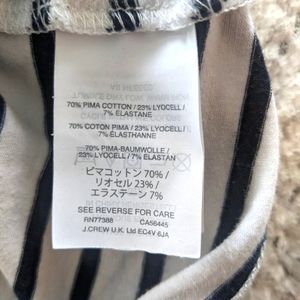 70% PIMA COTTON / 23% LYOCELL /
7% ELASTANE
70% COTON PIMA / 23% LYOCELL /
7% ÉLASTHANNE
70% PIMA-BAUMWOLLE /
23% LYOCELL / 7% ELASTAN
ピマコットン 70% /
リオセル 23% /
エラステーン 7%
SEE REVERSE FOR CARE
RN77388 CA56445
J.CREW U.K. Ltd EC4V 6JA